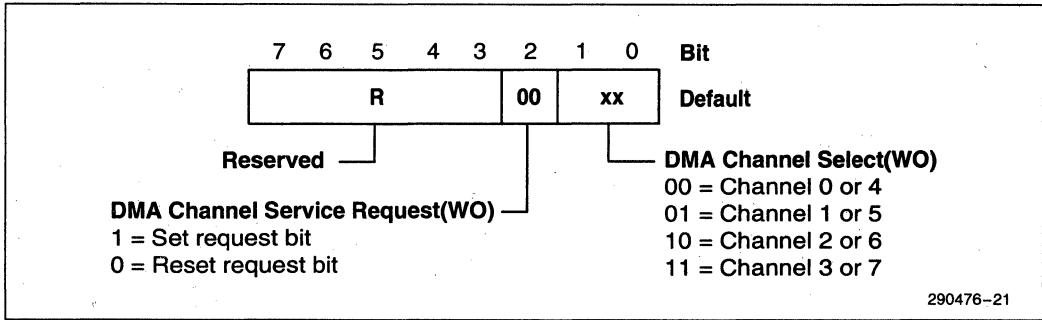 7 6 5 4 3 2 1 0 Bit
R 00 xx Default
Reserved
DMA Channel Select(WO)
00 = Channel 0 or 4
01 = Channel 1 or 5
10 = Channel 2 or 6
11 = Channel 3 or 7
DMA Channel Service Request(WO)
1 = Set request bit
0 = Reset request bit
290476–21